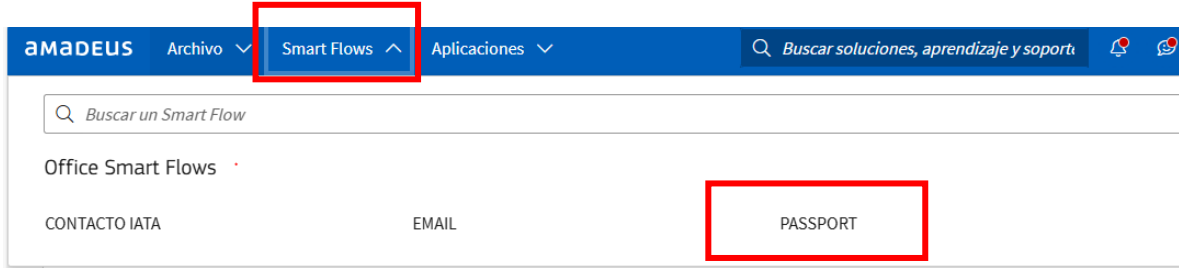 amadeus Archivo Smart Flows Aplicaciones Buscar soluciones, aprendizaje y soporte
Buscar un Smart Flow
Office Smart Flows
CONTACTO IATA EMAIL PASSPORT